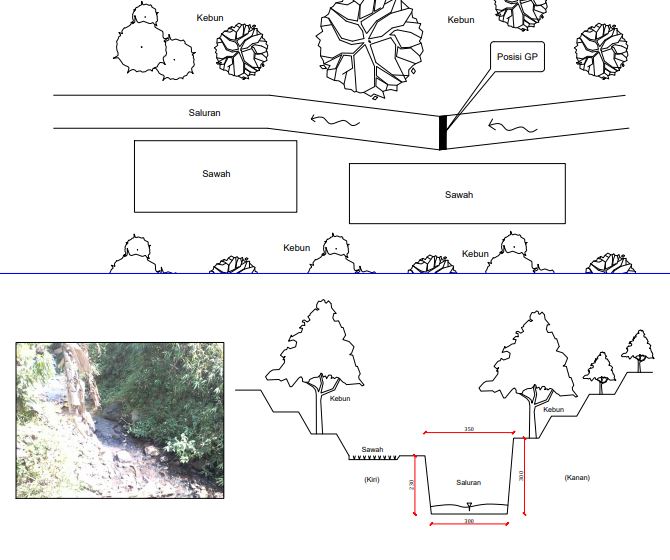 Kebun
Kebun
Posisi GP
Saluran
Sawah
Sawah
Kebun
Kebun
Kebun
Kebun
350
Sawah
(Kiri)
230
Saluran
300
(Kanan)
300